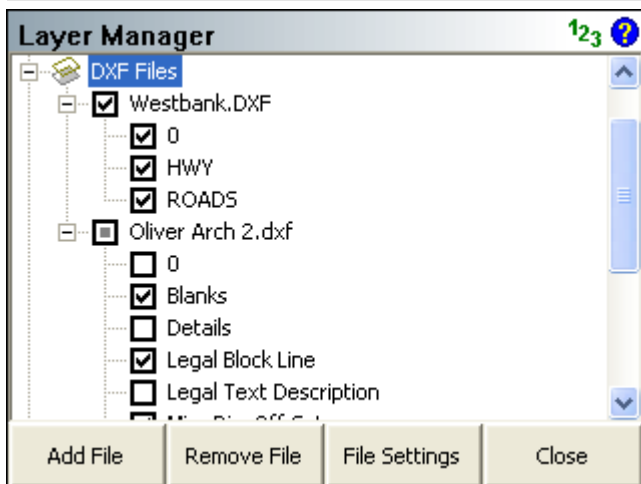 Layer Manager 123 ?
DXF Files
Westbank.DXF
0
HWY
ROADS
Oliver Arch 2.dxf
0
Blanks
Details
Legal Block Line
Legal Text Description
Add File Remove File File Settings Close